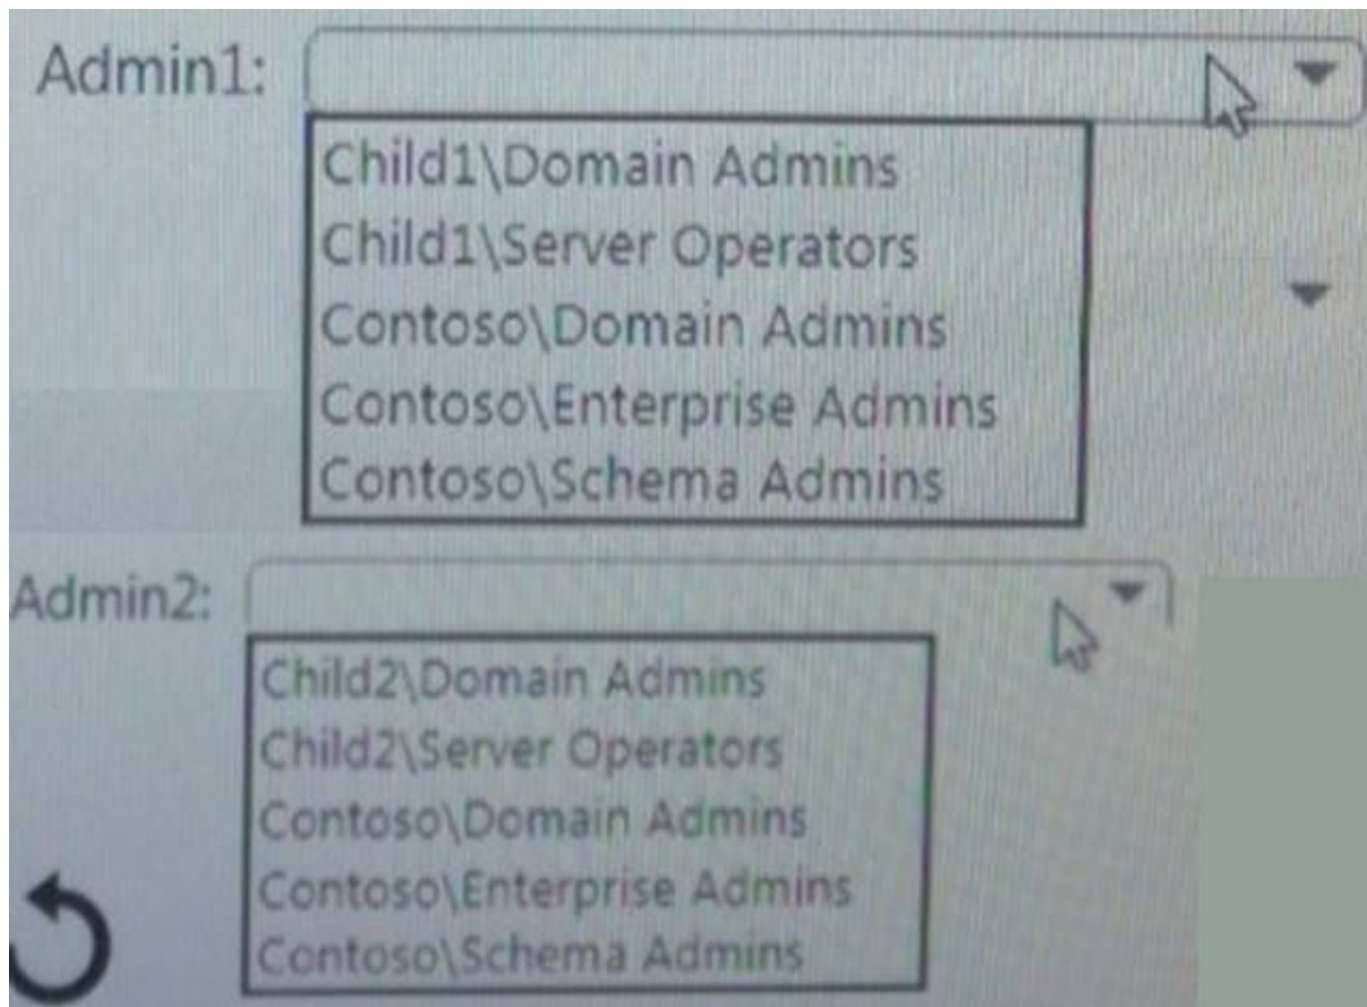 Admin1:
Child1\Domain Admins
Child1\Server Operators
Contoso\Domain Admins
Contoso\Enterprise Admins
Contoso\Schema Admins
Admin2:
Child2\Domain Admins
Child2\Server Operators
Contoso\Domain Admins
Contoso\Enterprise Admins
Contoso\Schema Admins